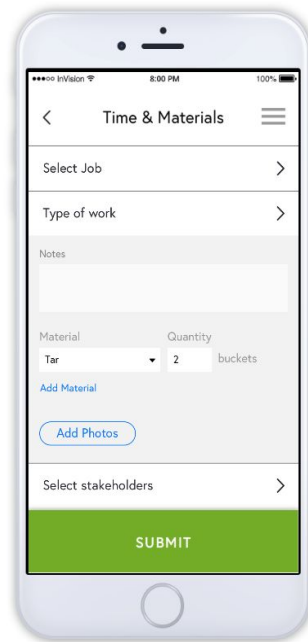 InVision 8:00 PM 100%
Time & Materials
Select Job
Type of work
Notes
Material Quantity
Tar 2 buckets
Add Material
Add Photos
Select stakeholders
SUBMIT